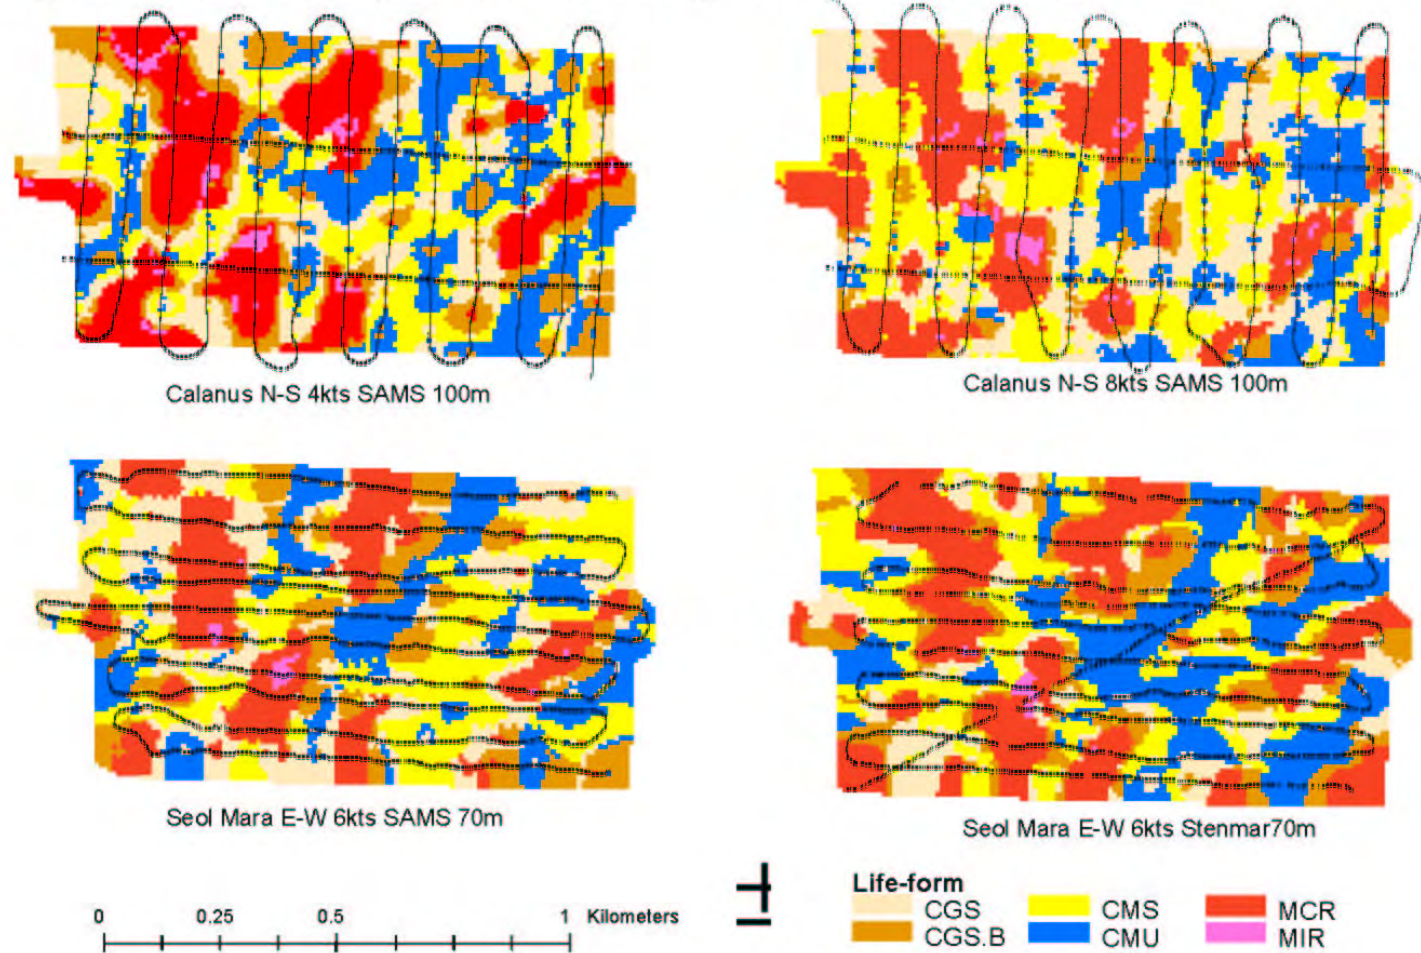 Calanus N-S 4kts SAMS 100m
Calanus N-S 8kts SAMS 100m
Seol Mara E-W 6kts SAMS 70m
Seol Mara E-W 6kts Stenmar70m
0 0.25 0.5 1 Kilometers
Life-form
CGS CMS MCR
CGS.B CMU MIR